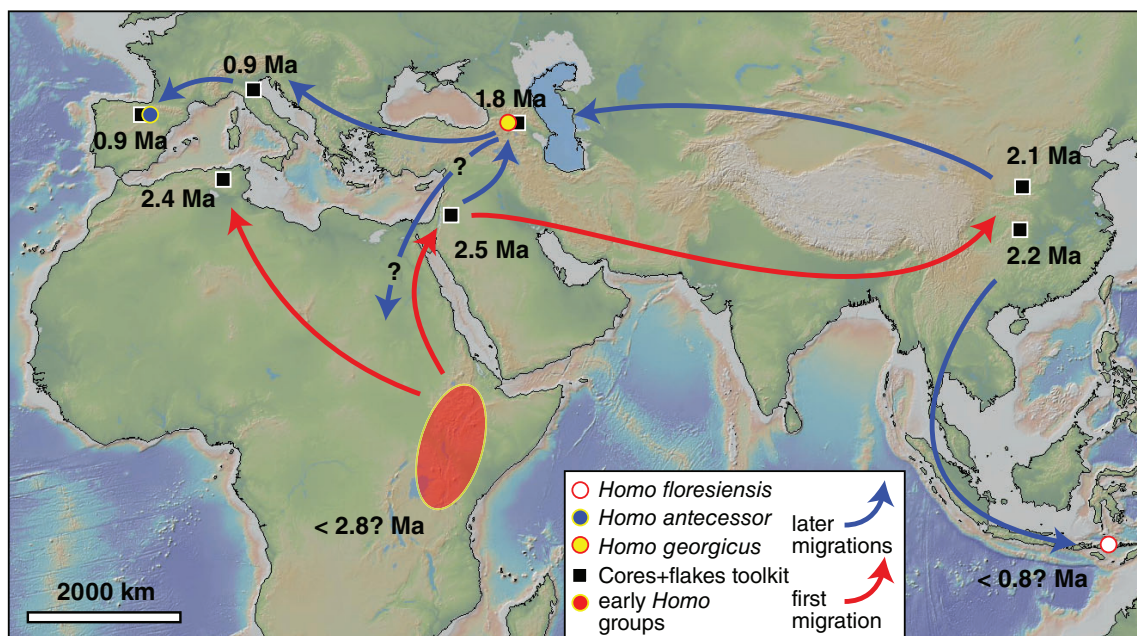 0.9 Ma
0.9 Ma
1.8 Ma
?
2.4 Ma
2.5 Ma
?
2.1 Ma
2.2 Ma
< 2.8? Ma
< 0.8? Ma
2000 km
Homo floresiensis
Homo antecessor
Homo georgicus
Cores+flakes toolkit
early Homo
groups
later
migrations
first
migration